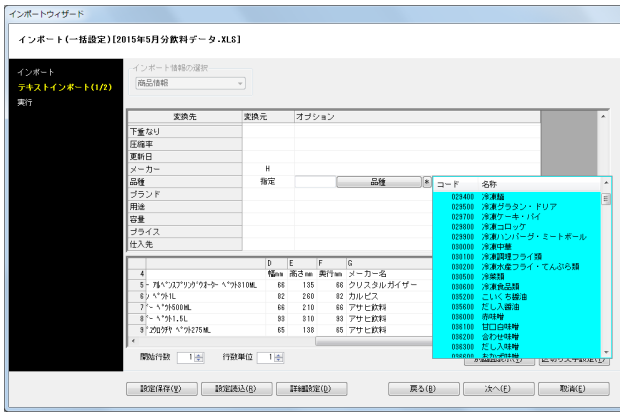 インポートウィザード
インポート(一括設定)[2015年5月分飲料データ.XLS]
インポート
テキストインポート(1/2)
実行
インポート情報の選択
商品情報
変換先 変換元 オプション
下重なり
圧縮率
更新日
メーカー H
品種 指定 品種 *
ブランド
用途
容量
プライス
仕入先
コード 名称
029400 冷凍麺
029500 冷凍グラタン・ドリア
029700 冷凍ケーキ・パイ
029800 冷凍コロッケ
029900 冷凍ハンバーグ・ミートボール
030000 冷凍中華
030100 冷凍調理フライ類
030200 冷凍水産フライ・てんぷら類
030500 冷菜類
030600 冷凍食品類
035200 こいくち醤油
035600 だし入醤油
036000 赤味噌
036100 甘口白味噌
036200 合わせ味噌
036300 だし入味噌
D E F G
4 幅mm 高さmm 奥行mm メーカー名
5 ペット310ML 66 135 66 クリスタルガイザー
6 ペット1L 82 260 82 カルピス
7 ペット500ML 66 210 66 アサヒ飲料
8 ペット1.5L 93 310 93 アサヒ飲料
9 ペット275ML 65 138 65 アサヒ飲料
開始行数 1 行数単位 1
設定保存(V) 設定読込(R) 詳細設定(D) 戻る(B) 次へ(F) 取消(E)